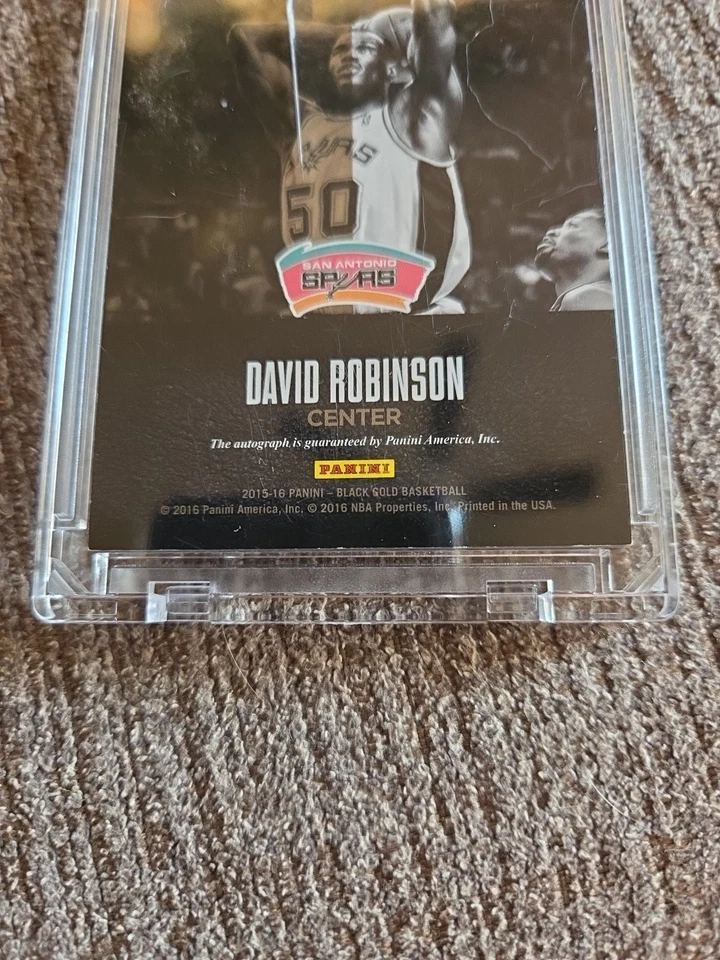 SPURS
50
SAN ANTONIO
SPURS
DAVID ROBINSON
CENTER
The autograph is guaranteed by Panini America, Inc.
PANINI
2015-16 PANINI – BLACK GOLD BASKETBALL
© 2016 Panini America, Inc. © 2016 NBA Properties, Inc. Printed in the USA.